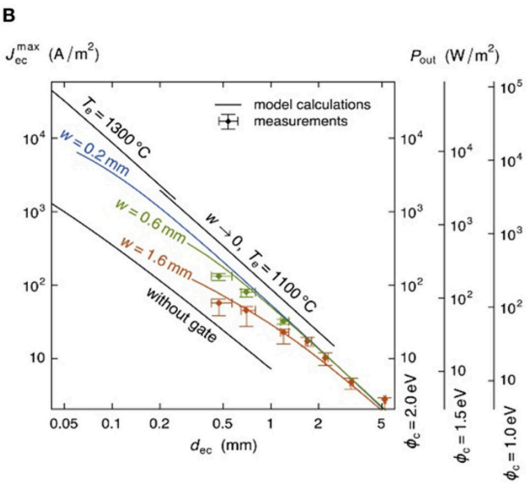 B
J_ec^max (A/m²)
P_out (W/m²)
T_e = 1300 °C
model calculations
measurements
w = 0.2 mm
w = 0.6 mm
w → 0, T_e = 1100 °C
w = 1.6 mm
without gate
10⁴
10³
10²
10
0.05 0.1 0.2 0.5 1 2 5
d_ec (mm)
10⁴
10³
10²
10
ϕ_c = 2.0 eV
10⁴
10³
10²
10
ϕ_c = 1.5 eV
10⁵
10⁴
10³
10²
10
ϕ_c = 1.0 eV